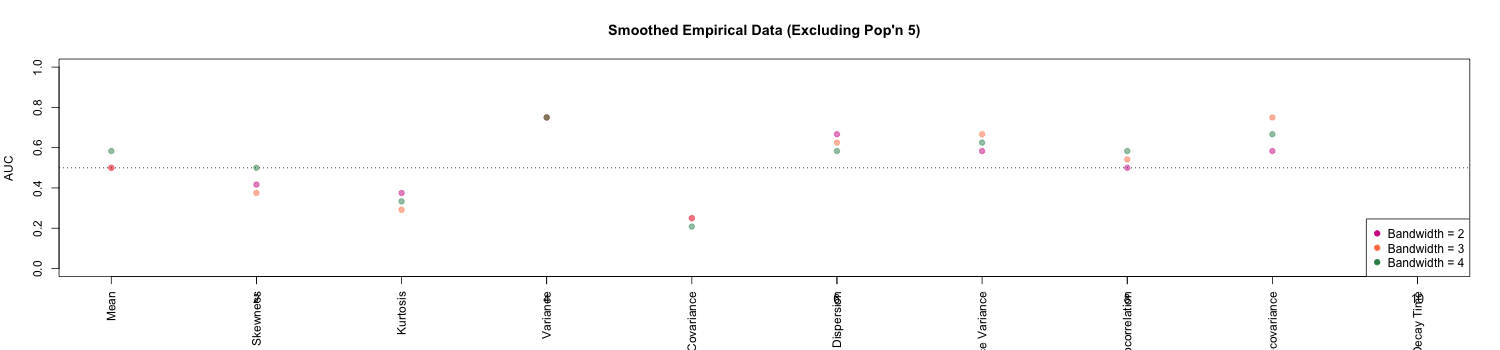 Smoothed Empirical Data (Excluding Pop'n 5)
AUC
1.0
0.8
0.6
0.4
0.2
0.0
Bandwidth = 2
Bandwidth = 3
Bandwidth = 4
Mean
Skewness
Kurtosis
Variance
Covariance
Dispersion
e Variance
ocorrelation
covariance
Decay Time